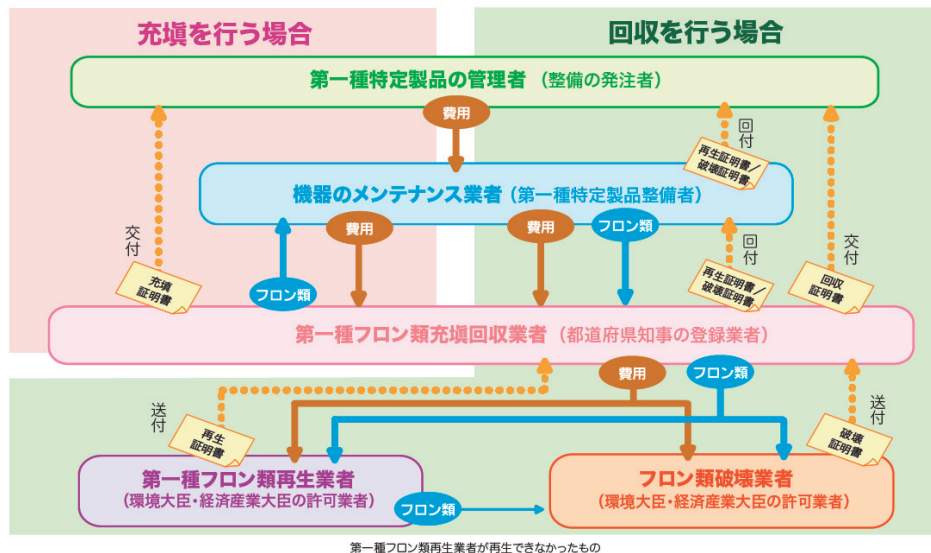 充塡を行う場合
回収を行う場合
第一種特定製品の管理者（整備の発注者）
費用
回付
再生証明書／
破壊証明書
機器のメンテナンス業者（第一種特定製品整備者）
交付
費用
費用
フロン類
回付
交付
充塡
証明書
フロン類
再生証明書／
破壊証明書
回収
証明書
第一種フロン類充塡回収業者（都道府県知事の登録業者）
費用
フロン類
送付
再生
証明書
送付
破壊
証明書
第一種フロン類再生業者
（環境大臣・経済産業大臣の許可業者）
フロン類破壊業者
（環境大臣・経済産業大臣の許可業者）
フロン類
第一種フロン類再生業者が再生できなかったもの